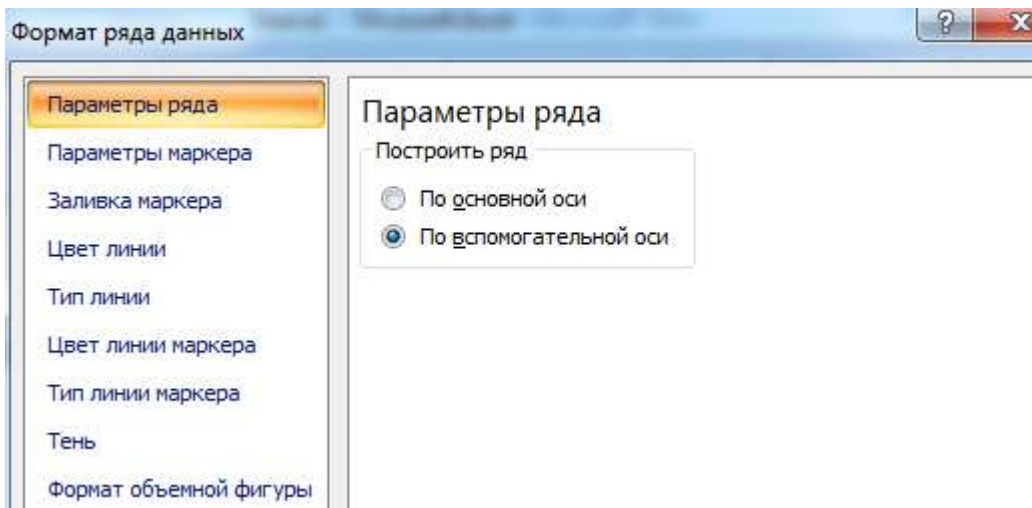 Формат ряда данных
Параметры ряда
Параметры маркера
Заливка маркера
Цвет линии
Тип линии
Цвет линии маркера
Тип линии маркера
Тень
Формат объемной фигуры
Параметры ряда
Построить ряд
По основной оси
По вспомогательной оси